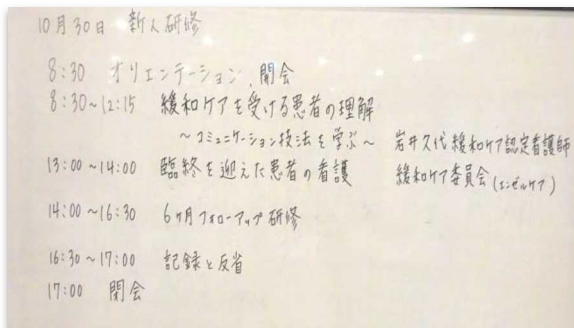 10月30日 新人研修
8:30 オリエンテーション、開会
8:30~12:15 緩和ケアを受ける患者の理解
~コミュニケーション技法を学ぶ~ 岩井久代 緩和ケア認定看護師
13:00~14:00 臨終を迎えた患者の看護 緩和ケア委員会(エンゼルケア)
14:00~16:30 6ヶ月フォローアップ研修
16:30~17:00 記録と反省
17:00 閉会